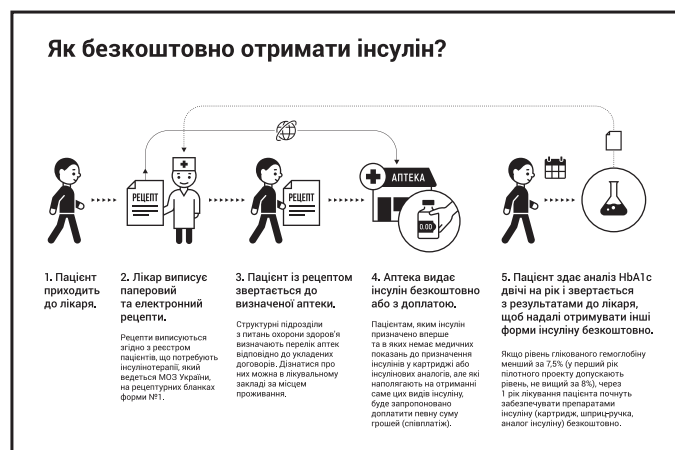 Як безкоштовно отримати інсулін?
РЕЦЕПТ
РЕЦЕПТ
АПТЕКА
0.00
1. Пацієнт
приходить
до лікаря.
2. Лікар виписує
паперовий
та електронний
рецепти.
Рецепти виписуються
згідно з реєстром
пацієнтів, що потребують
інсулінотерапії, який
ведеться МОЗ України,
на рецептурних бланках
форми №1.
3. Пацієнт із рецептом
звертається до
визначеної аптеки.
Структурні підрозділи
з питань охорони здоров'я
визначають перелік аптек
відповідно до укладених
договорів. Дізнатися про
них можна в лікувальному
закладі за місцем
проживання.
4. Аптека видає
інсулін безкоштовно
або з доплатою.
Пацієнтам, яким інсулін
призначено вперше
та в яких немає медичних
показань до призначення
інсулінів у картриджі або
інсулінових аналогів, але які
наполягають на отриманні
саме цих видів інсуліну,
буде запропоновано
доплатити певну суму
грошей (співплатіж).
5. Пацієнт здає аналіз HbA1c
двічі на рік і звертається
з результатами до лікаря,
щоб надалі отримувати інші
форми інсуліну безкоштовно.
Якщо рівень глікованого гемоглобіну
менший за 7,5% (у перший рік
пілотного проекту допускають
рівень, не вищий за 8%), через
1 рік лікування пацієнта почнуть
забезпечувати препаратами
інсуліну (картридж, шприц-ручка,
аналог інсуліну) безкоштовно.